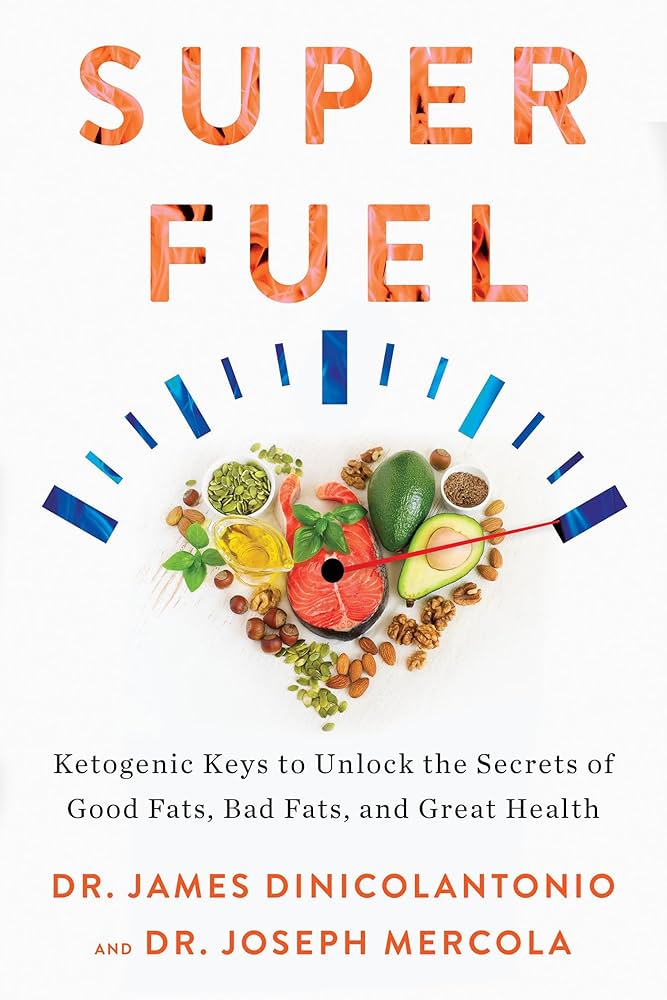 SUPER
FUEL
Ketogenic Keys to Unlock the Secrets of
Good Fats, Bad Fats, and Great Health
DR. JAMES DINICOLANTONIO
AND DR. JOSEPH MERCOLA